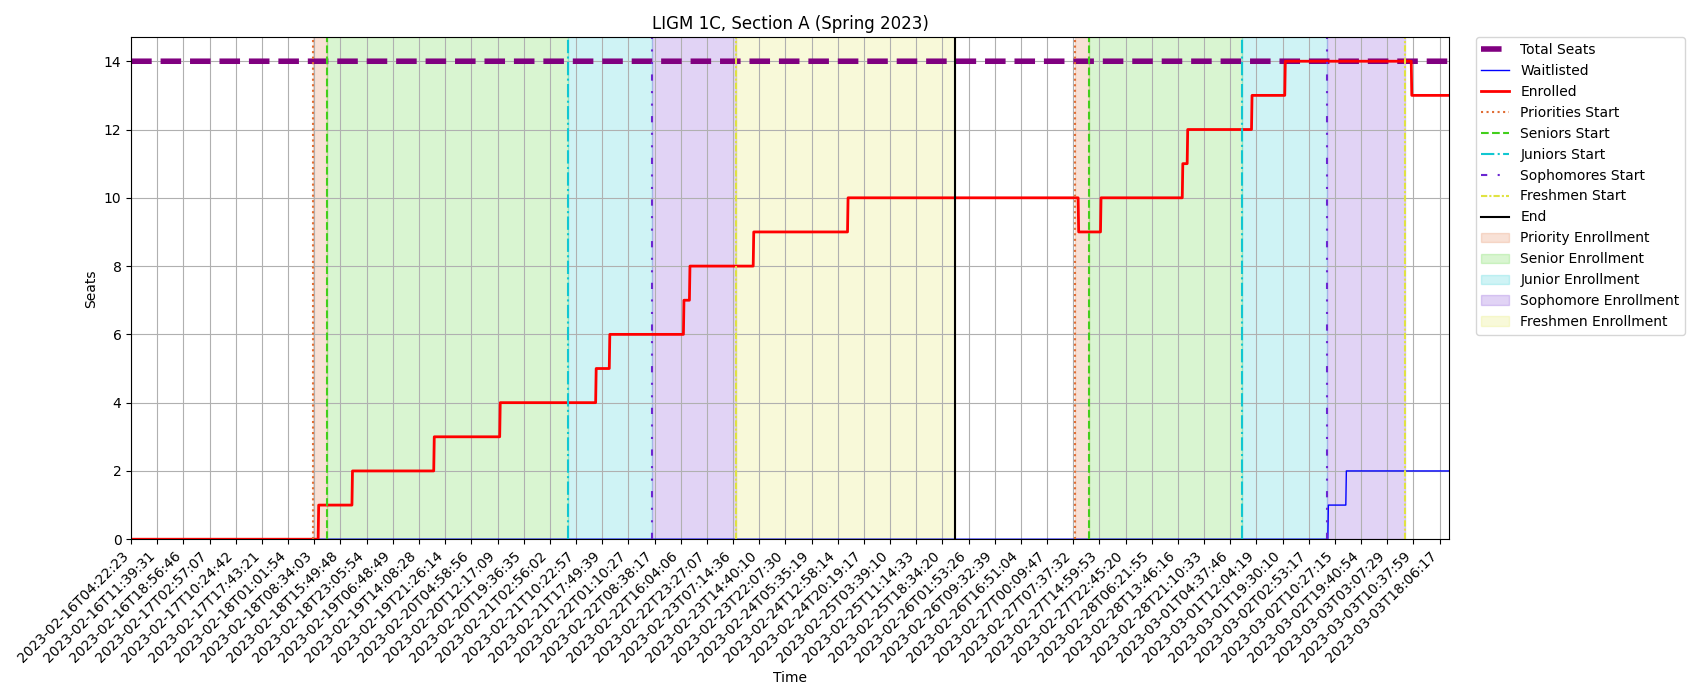 LIGM 1C, Section A (Spring 2023)
Seats
14
12
10
8
6
4
2
0
2023-02-16T04:22:23
2023-02-16T11:39:31
2023-02-16T18:56:46
2023-02-17T02:57:07
2023-02-17T10:24:42
2023-02-17T17:43:21
2023-02-18T01:01:54
2023-02-18T08:34:03
2023-02-18T15:49:48
2023-02-18T23:05:54
2023-02-19T06:48:49
2023-02-19T14:08:28
2023-02-19T21:26:14
2023-02-20T04:58:56
2023-02-20T12:17:09
2023-02-20T19:36:35
2023-02-21T02:56:02
2023-02-21T10:22:57
2023-02-21T17:49:39
2023-02-22T01:10:27
2023-02-22T08:38:17
2023-02-22T16:04:06
2023-02-22T23:27:07
2023-02-23T07:14:36
2023-02-23T14:40:10
2023-02-23T22:07:30
2023-02-24T05:35:19
2023-02-24T12:58:14
2023-02-24T20:19:17
2023-02-25T03:39:10
2023-02-25T11:14:33
2023-02-25T18:34:20
2023-02-26T01:53:26
2023-02-26T09:32:39
2023-02-26T16:51:04
2023-02-27T00:09:47
2023-02-27T07:37:32
2023-02-27T14:59:53
2023-02-27T22:45:20
2023-02-28T06:21:55
2023-02-28T13:46:16
2023-02-28T21:10:33
2023-03-01T04:37:46
2023-03-01T12:04:19
2023-03-01T19:30:10
2023-03-02T02:53:17
2023-03-02T10:27:15
2023-03-02T19:40:54
2023-03-03T03:07:29
2023-03-03T10:37:59
2023-03-03T18:06:17
Time
Total Seats
Waitlisted
Enrolled
Priorities Start
Seniors Start
Juniors Start
Sophomores Start
Freshmen Start
End
Priority Enrollment
Senior Enrollment
Junior Enrollment
Sophomore Enrollment
Freshmen Enrollment